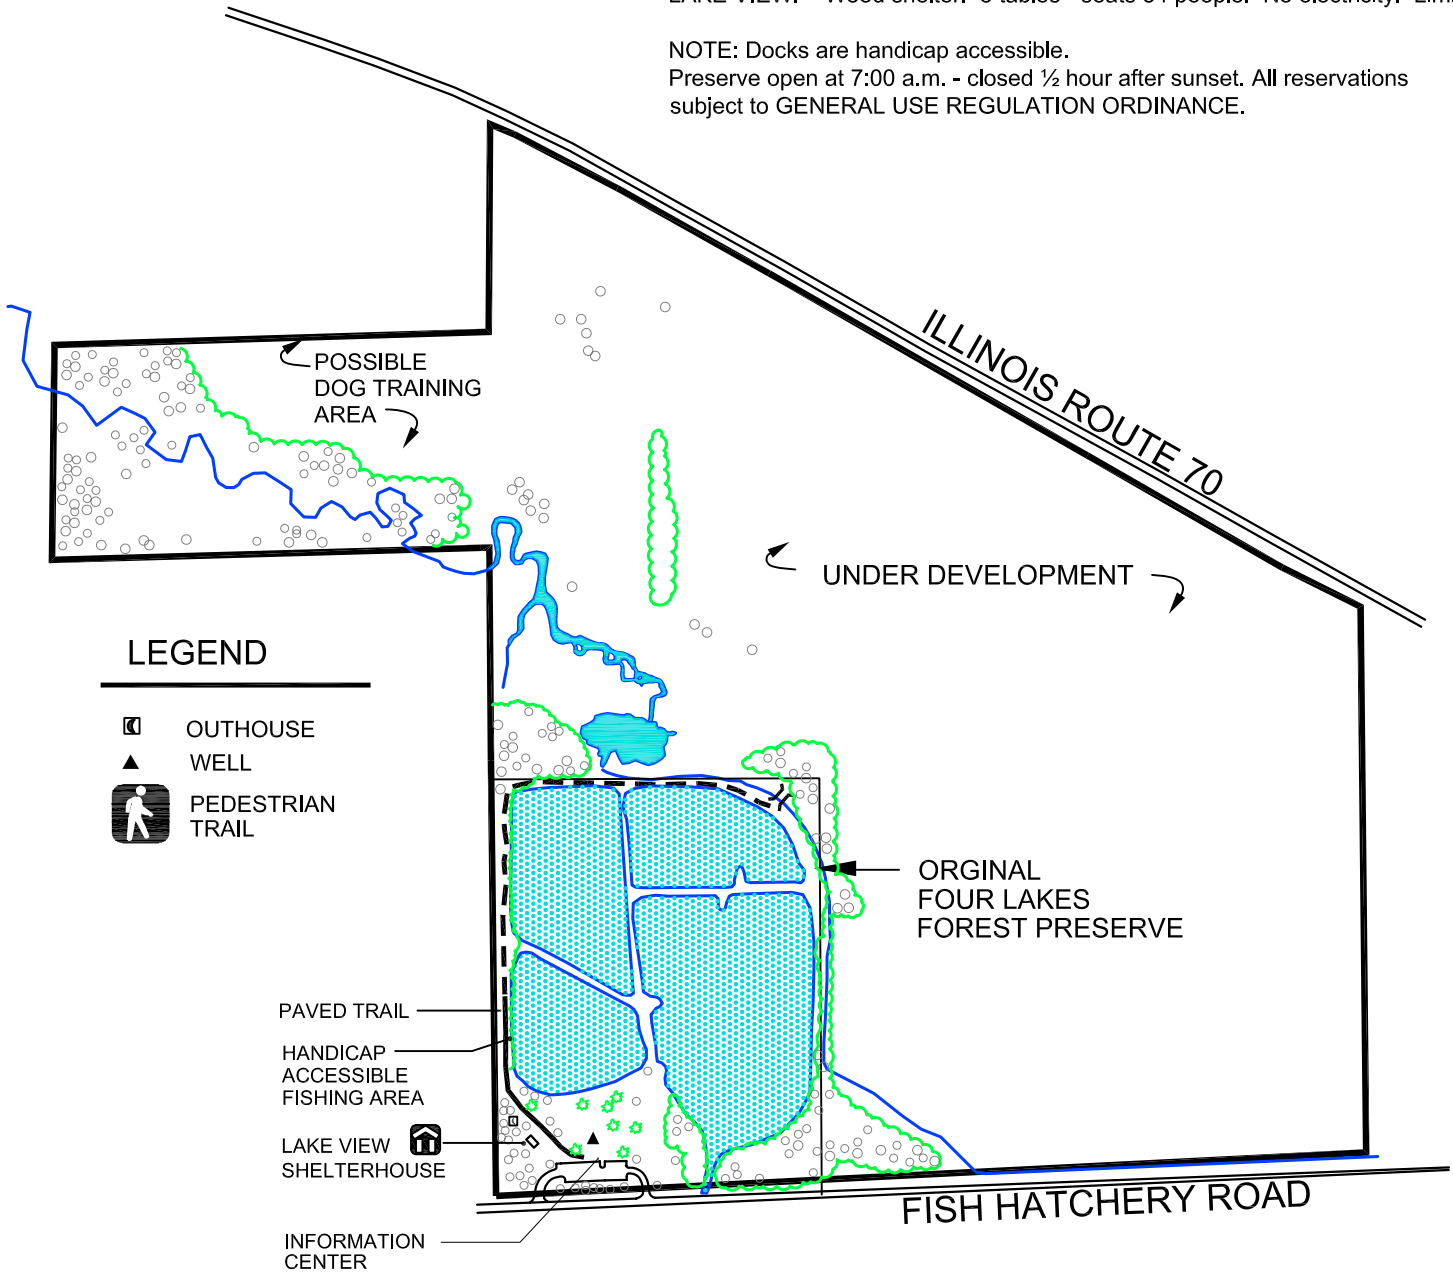 NOTE: Docks are handicap accessible.
Preserve open at 7:00 a.m. - closed ½ hour after sunset. All reservations
subject to GENERAL USE REGULATION ORDINANCE.
ILLINOIS ROUTE 70
POSSIBLE
DOG TRAINING
AREA
UNDER DEVELOPMENT
LEGEND
OUTHOUSE
WELL
PEDESTRIAN
TRAIL
ORGINAL
FOUR LAKES
FOREST PRESERVE
PAVED TRAIL
HANDICAP
ACCESSIBLE
FISHING AREA
LAKE VIEW
SHELTERHOUSE
INFORMATION
CENTER
FISH HATCHERY ROAD